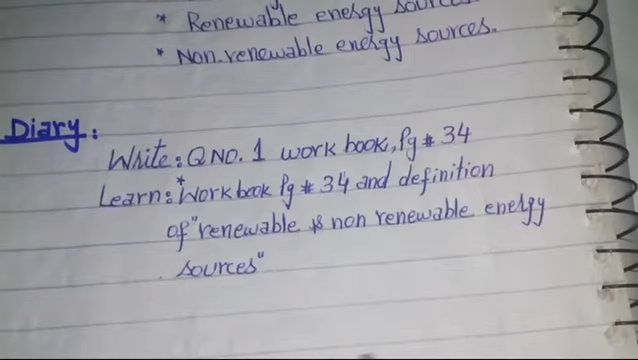 * Renewable energy sources
* Non-renewable energy sources.
Diary:
Write: Q NO. 1 work book, Pg # 34
Learn: * Work book Pg # 34 and definition
of "renewable & non renewable energy
sources"